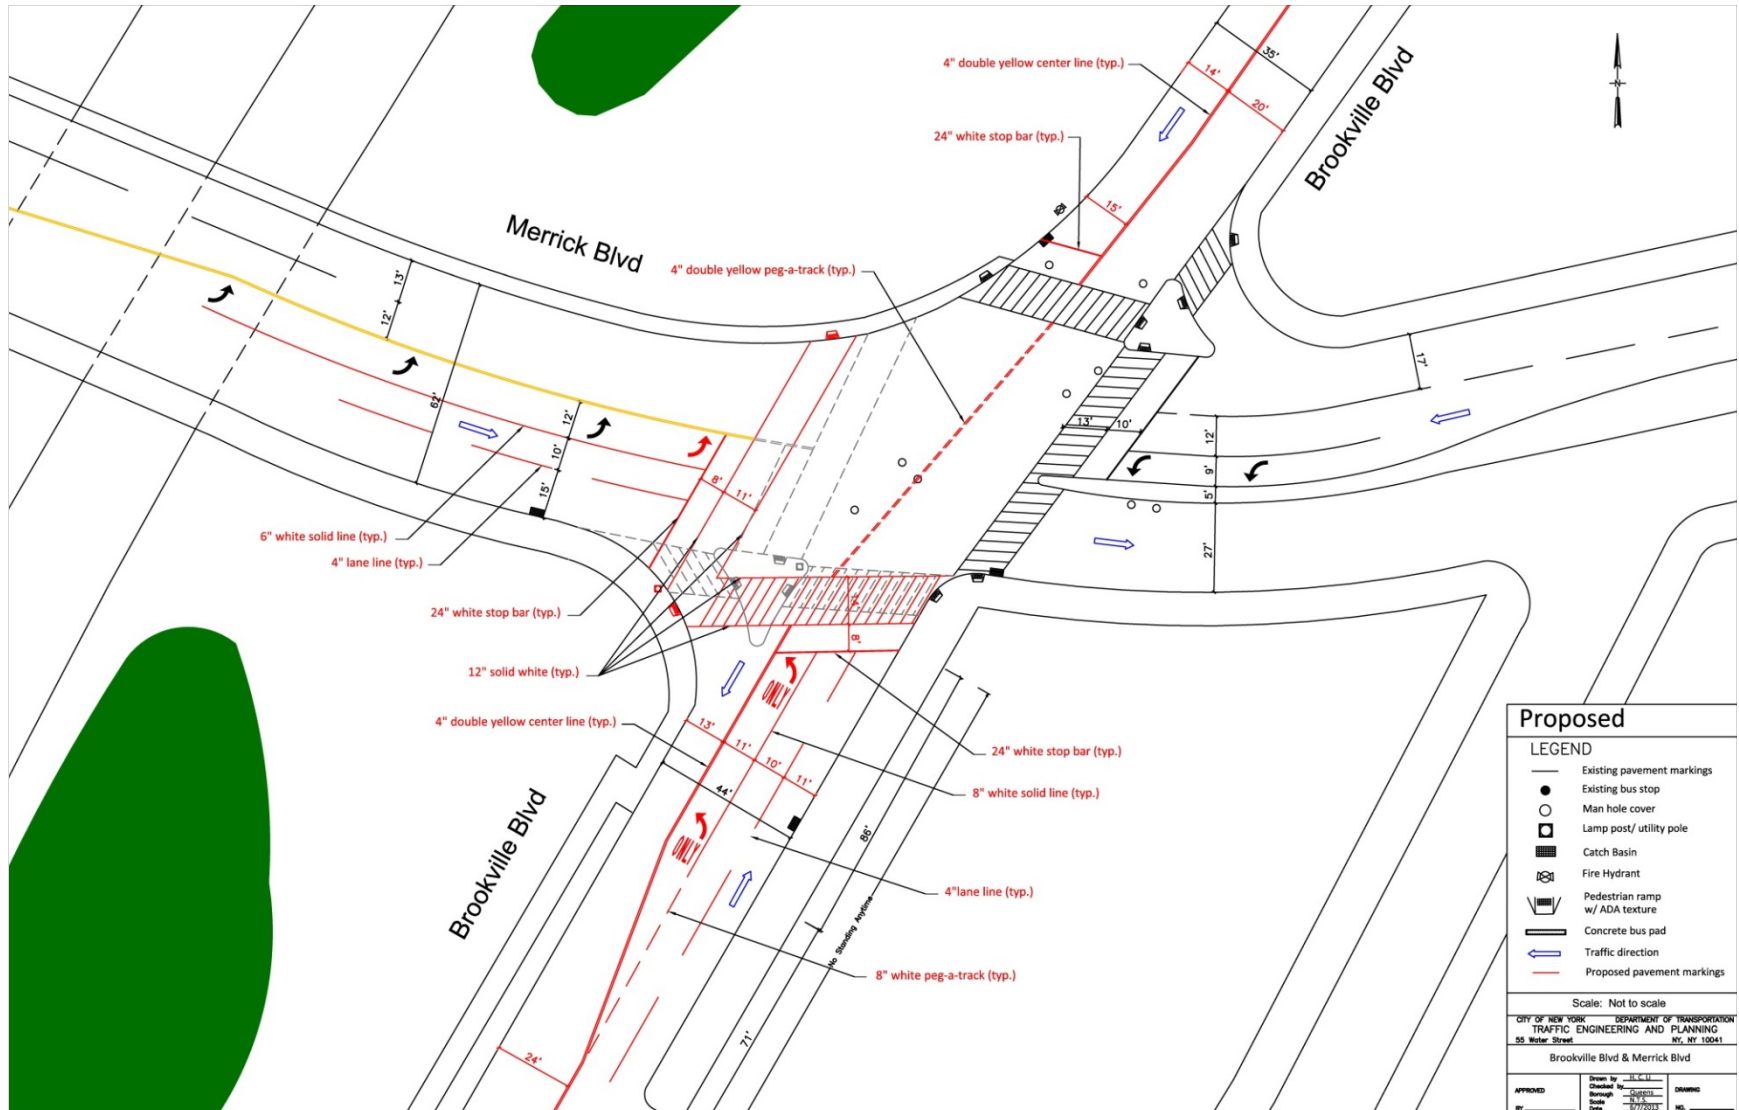 4" double yellow center line (typ.)
14'
35'
20'
Brookville Blvd
N
24" white stop bar (typ.)
15'
Merrick Blvd
4" double yellow peg-a-track (typ.)
13'
12'
62'
12'
10'
15'
8'
11'
17'
13'
10'
12'
9'
5'
27'
6" white solid line (typ.)
4" lane line (typ.)
24" white stop bar (typ.)
12" solid white (typ.)
8'
ONLY
4" double yellow center line (typ.)
13'
11'
10'
11'
44'
24" white stop bar (typ.)
8" white solid line (typ.)
86'
ONLY
4"lane line (typ.)
Brookville Blvd
No Standing Anytime
8" white peg-a-track (typ.)
71'
24'
Proposed
LEGEND
Existing pavement markings
Existing bus stop
Man hole cover
Lamp post/ utility pole
Catch Basin
Fire Hydrant
Pedestrian ramp
w/ ADA texture
Concrete bus pad
Traffic direction
Proposed pavement markings
Scale: Not to scale
CITY OF NEW YORK DEPARTMENT OF TRANSPORTATION
TRAFFIC ENGINEERING AND PLANNING
55 Water Street NY, NY 10041
Brookville Blvd & Merrick Blvd
APPROVED
BY
Drawn by H.C.LI
Checked by
Borough Queens
Scale N.T.S.
Date 6/7/2013
DRAWING
NO.